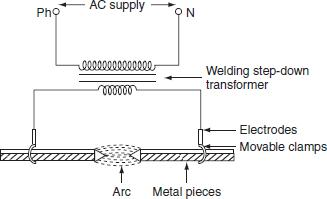 AC supply
Ph
N
Welding step-down
transformer
Electrodes
Movable clamps
Arc
Metal pieces